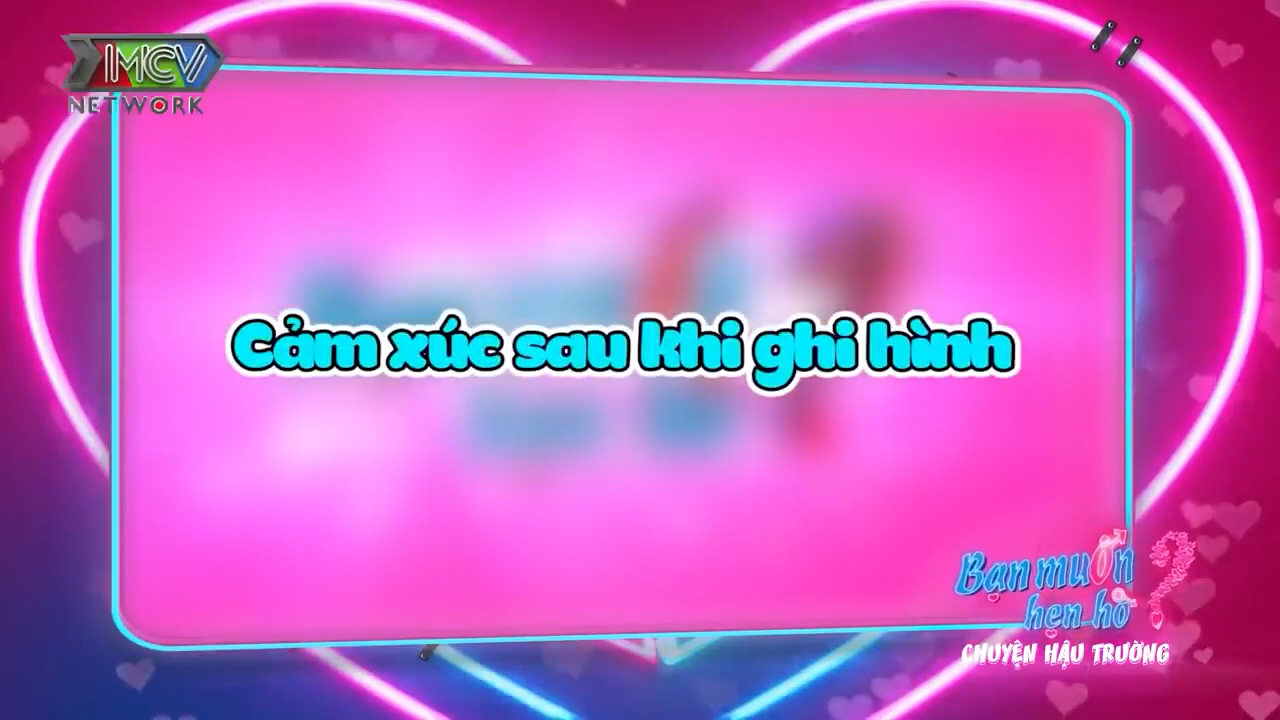 MCV
NETWORK
Cảm xúc sau khi ghi hình
Bạn muốn
hẹn hò ?
CHUYỆN HẬU TRƯỜNG